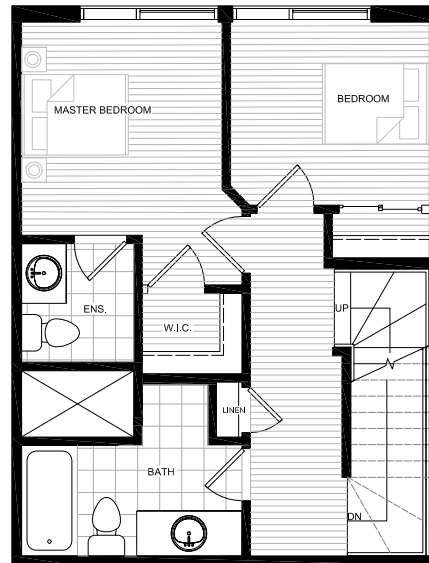 MASTER BEDROOM
BEDROOM
ENS.
UP
W.I.C.
LINEN
BATH
DN